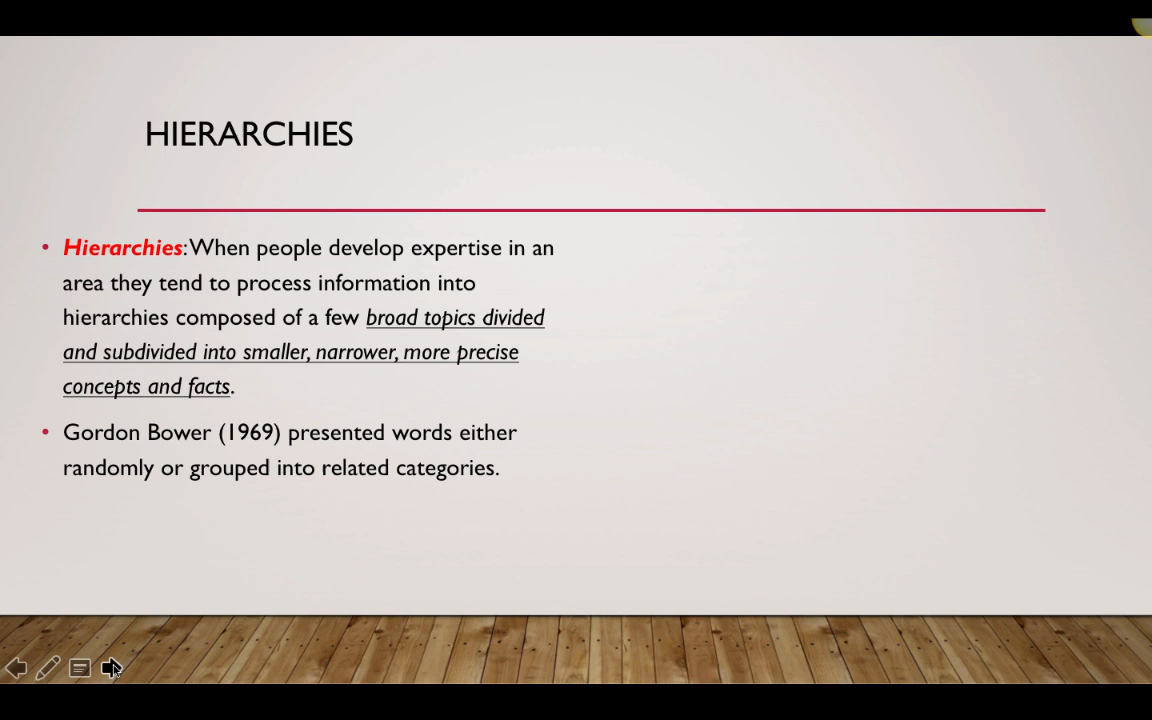 HIERARCHIES
• Hierarchies: When people develop expertise in an
area they tend to process information into
hierarchies composed of a few broad topics divided
and subdivided into smaller, narrower, more precise
concepts and facts.
• Gordon Bower (1969) presented words either
randomly or grouped into related categories.